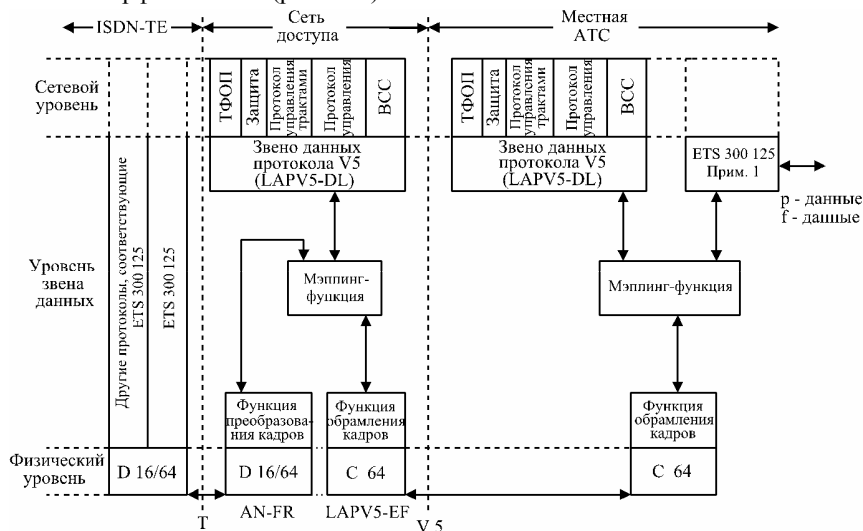 ISDN-TE
Сеть
доступа
Местная
АТС
Сетевой
уровень
ТФОП
Защита
Протокол
управления
трактами
Протокол
управления
ВСС
ТФОП
Защита
Протокол
управления
трактами
Протокол
управления
ВСС
Звено данных
протокола V5
(LAPV5-DL)
Звено данных
протокола V5
(LAPV5-DL)
ETS 300 125
Прим. 1
p - данные
f - данные
Уровень
звена
данных
Другие протоколы, соответствующие
ETS 300 125
ETS 300 125
Мэппинг-
функция
Мэппинг-функция
Функция
преобразова-
ния кадров
Функция
обрамления
кадров
Функция
обрамления
кадров
Физический
уровень
D 16/64
D 16/64
C 64
C 64
T
AN-FR
LAPV5-EF
V 5